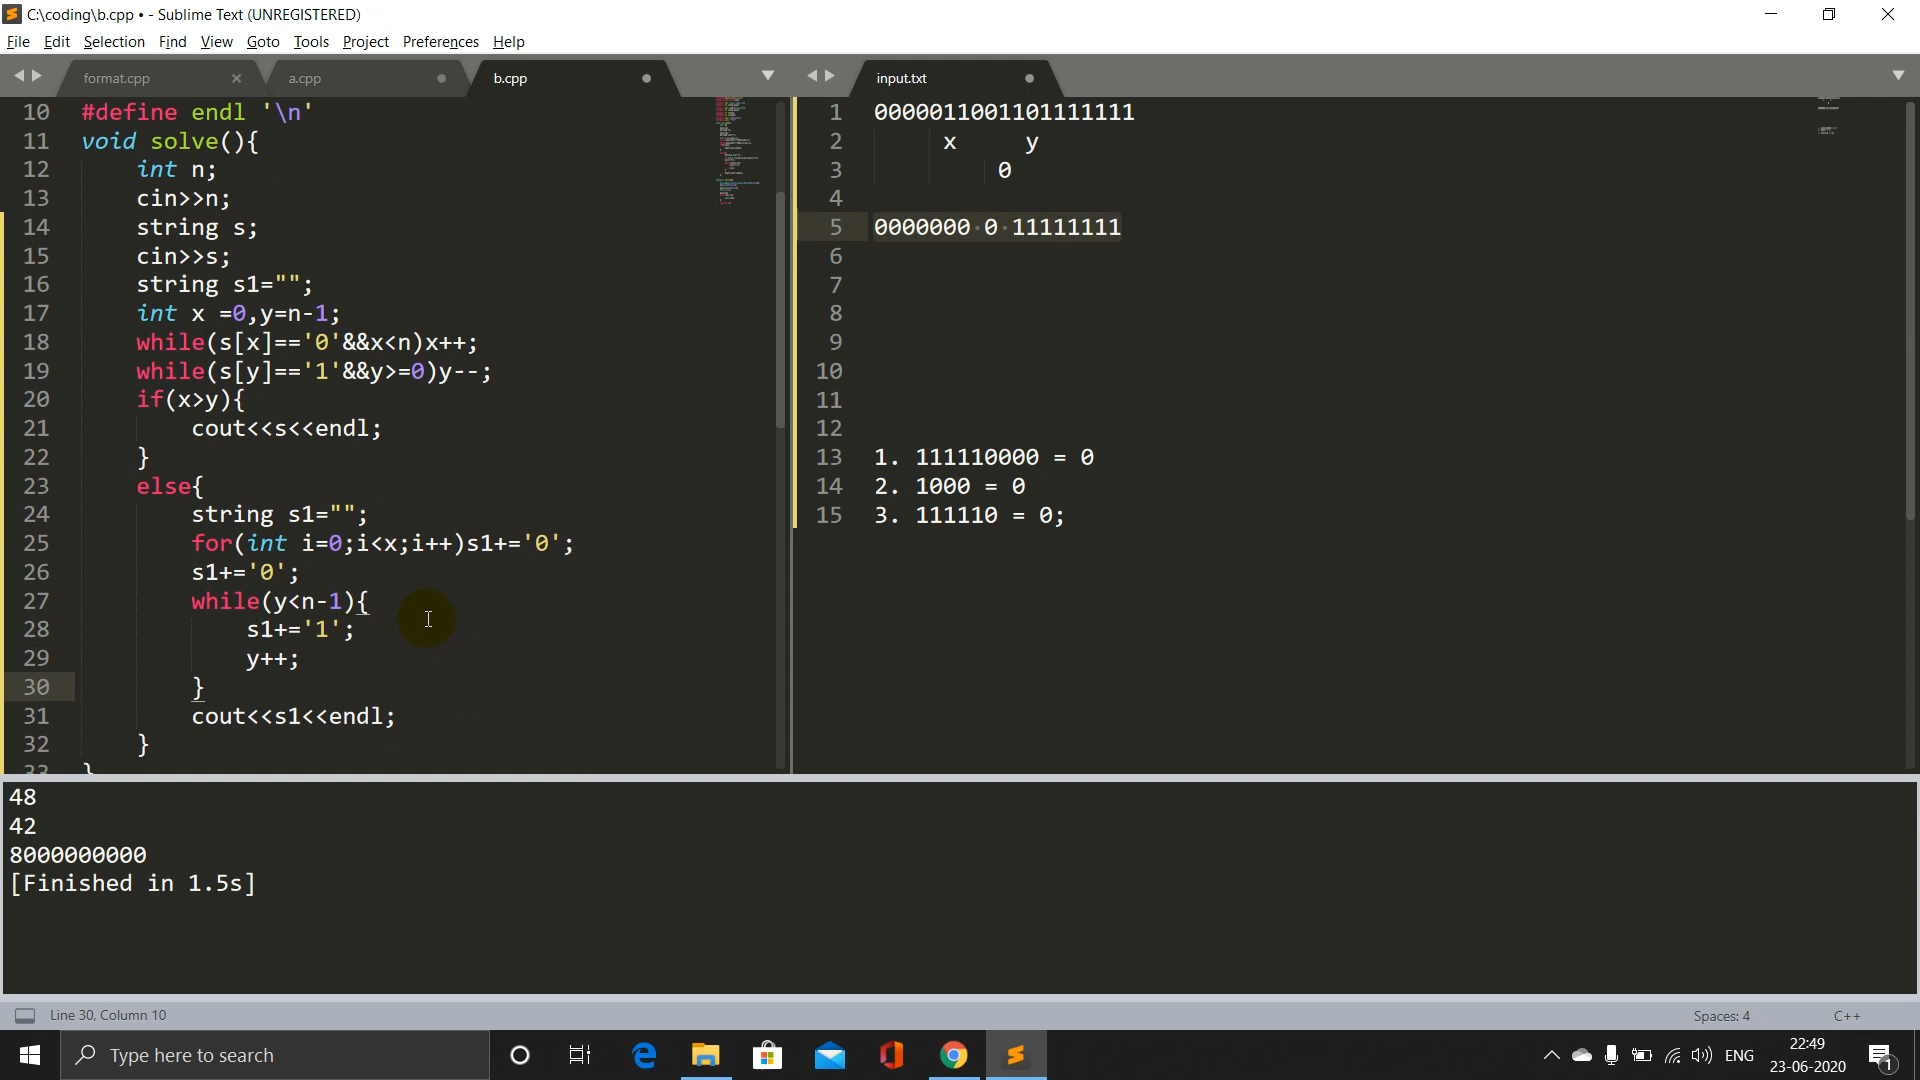 C:\coding\b.cpp • - Sublime Text (UNREGISTERED)
File Edit Selection Find View Goto Tools Project Preferences Help
format.cpp
a.cpp
b.cpp
input.txt
10 #define endl '\n'
11 void solve(){
12 int n;
13 cin>>n;
14 string s;
15 cin>>s;
16 string s1="";
17 int x =0,y=n-1;
18 while(s[x]=='0'&&x<n)x++;
19 while(s[y]=='1'&&y>=0)y--;
20 if(x>y){
21 cout<<s<<endl;
22 }
23 else{
24 string s1="";
25 for(int i=0;i<x;i++)s1+='0';
26 s1+='0';
27 while(y<n-1){
28 s1+='1';
29 y++;
30 }
31 cout<<s1<<endl;
32 }
33 }
1 0000011001101111111
2 x y
3 0
4
5 0000000 0 11111111
6
7
8
9
10
11
12
13 1. 111110000 = 0
14 2. 1000 = 0
15 3. 111110 = 0;
48
42
8000000000
[Finished in 1.5s]
Line 30, Column 10
Spaces: 4
C++
Type here to search
ENG
22:49
23-06-2020
1